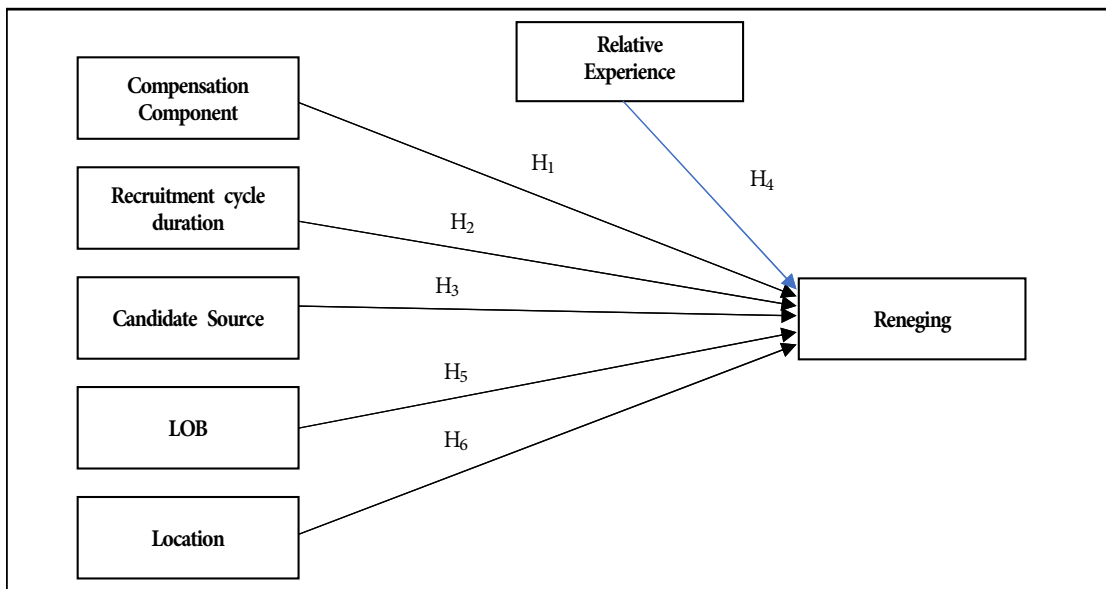 Relative
Experience
Compensation
Component
H₁
H₄
Recruitment cycle
duration
H₂
H₃
Candidate Source
Reneging
H₅
LOB
H₆
Location